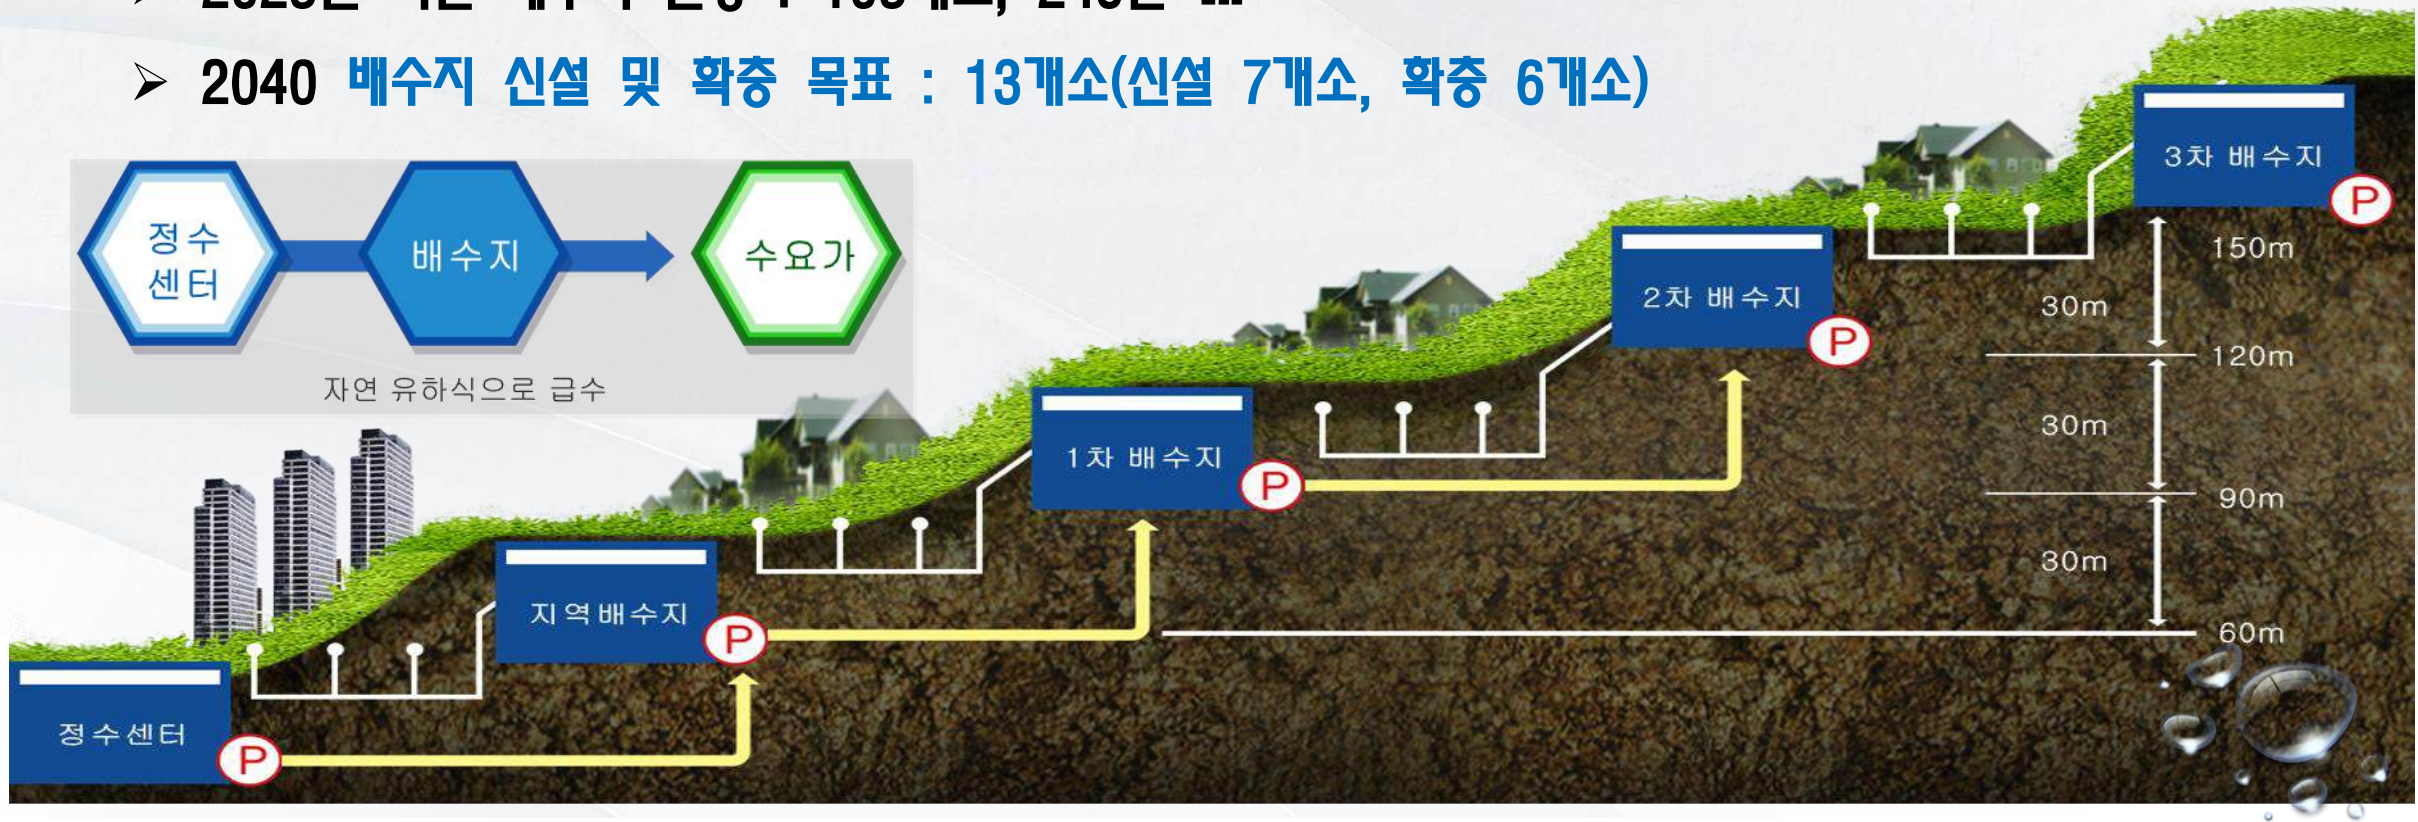 ➢ 2040 배수지 신설 및 확충 목표 : 13개소(신설 7개소, 확충 6개소)
정수
센터
배수지
수요가
자연 유하식으로 급수
3차 배수지
P
150m
2차 배수지
30m
P
120m
1차 배수지
30m
P
90m
30m
지역배수지
P
60m
정수센터
P